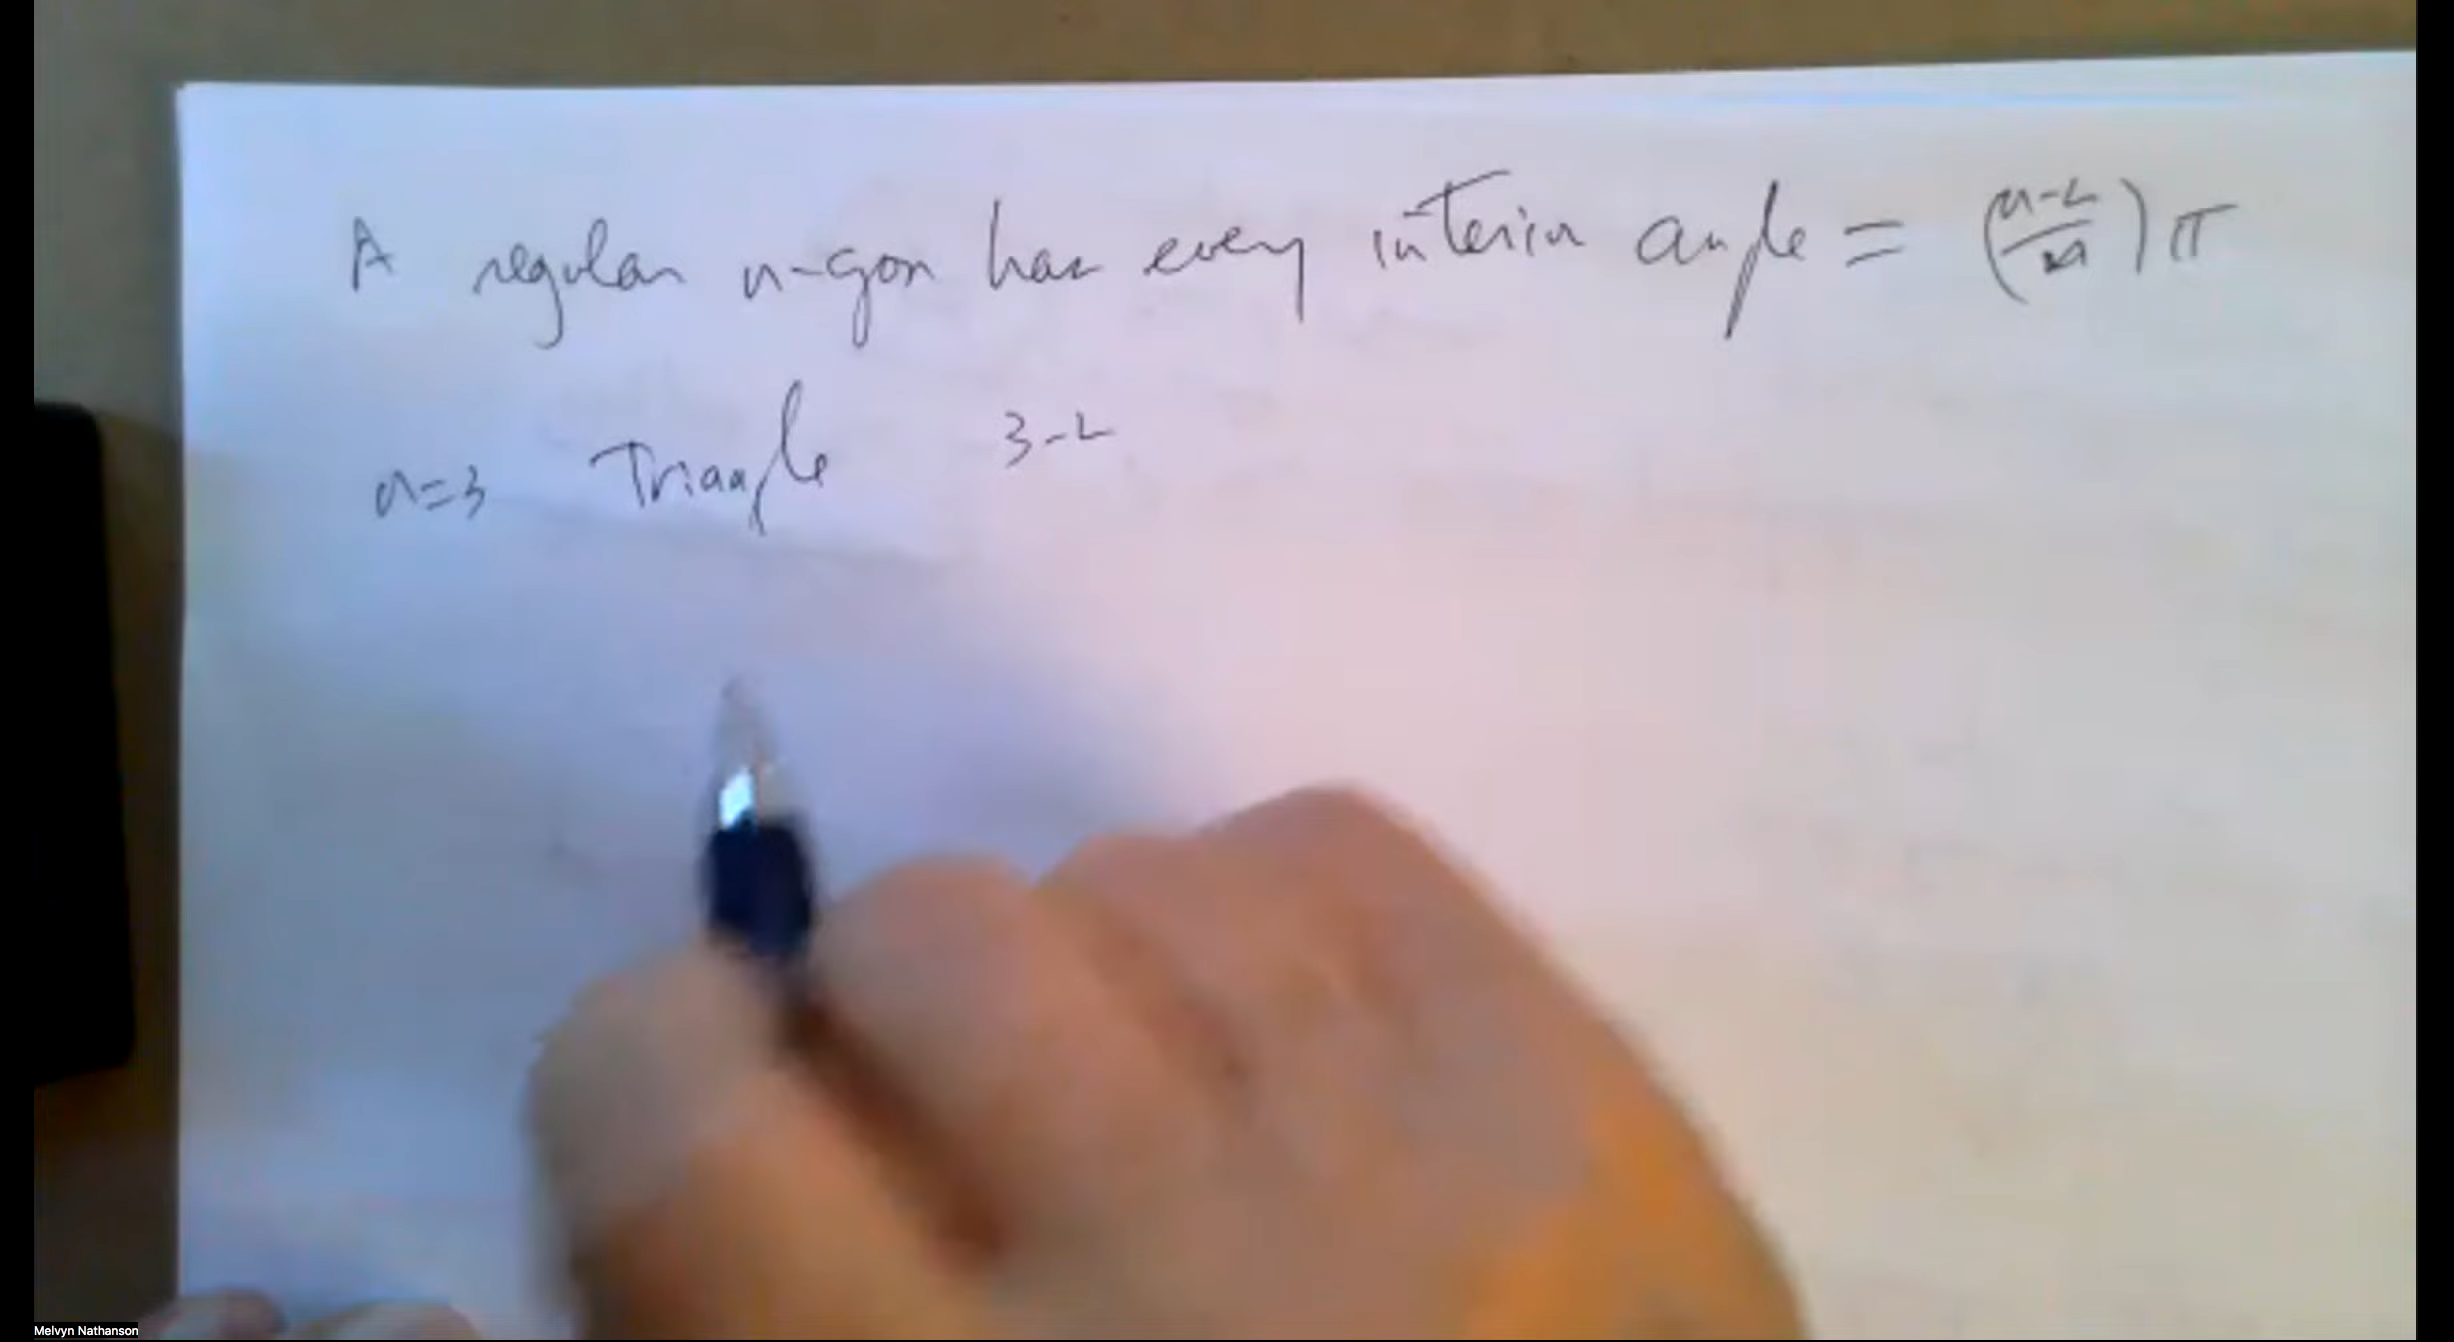 A regular n-gon has every interior angle = (n-2/n) π
n=3 Triangle 3-2
Melvyn Nathanson